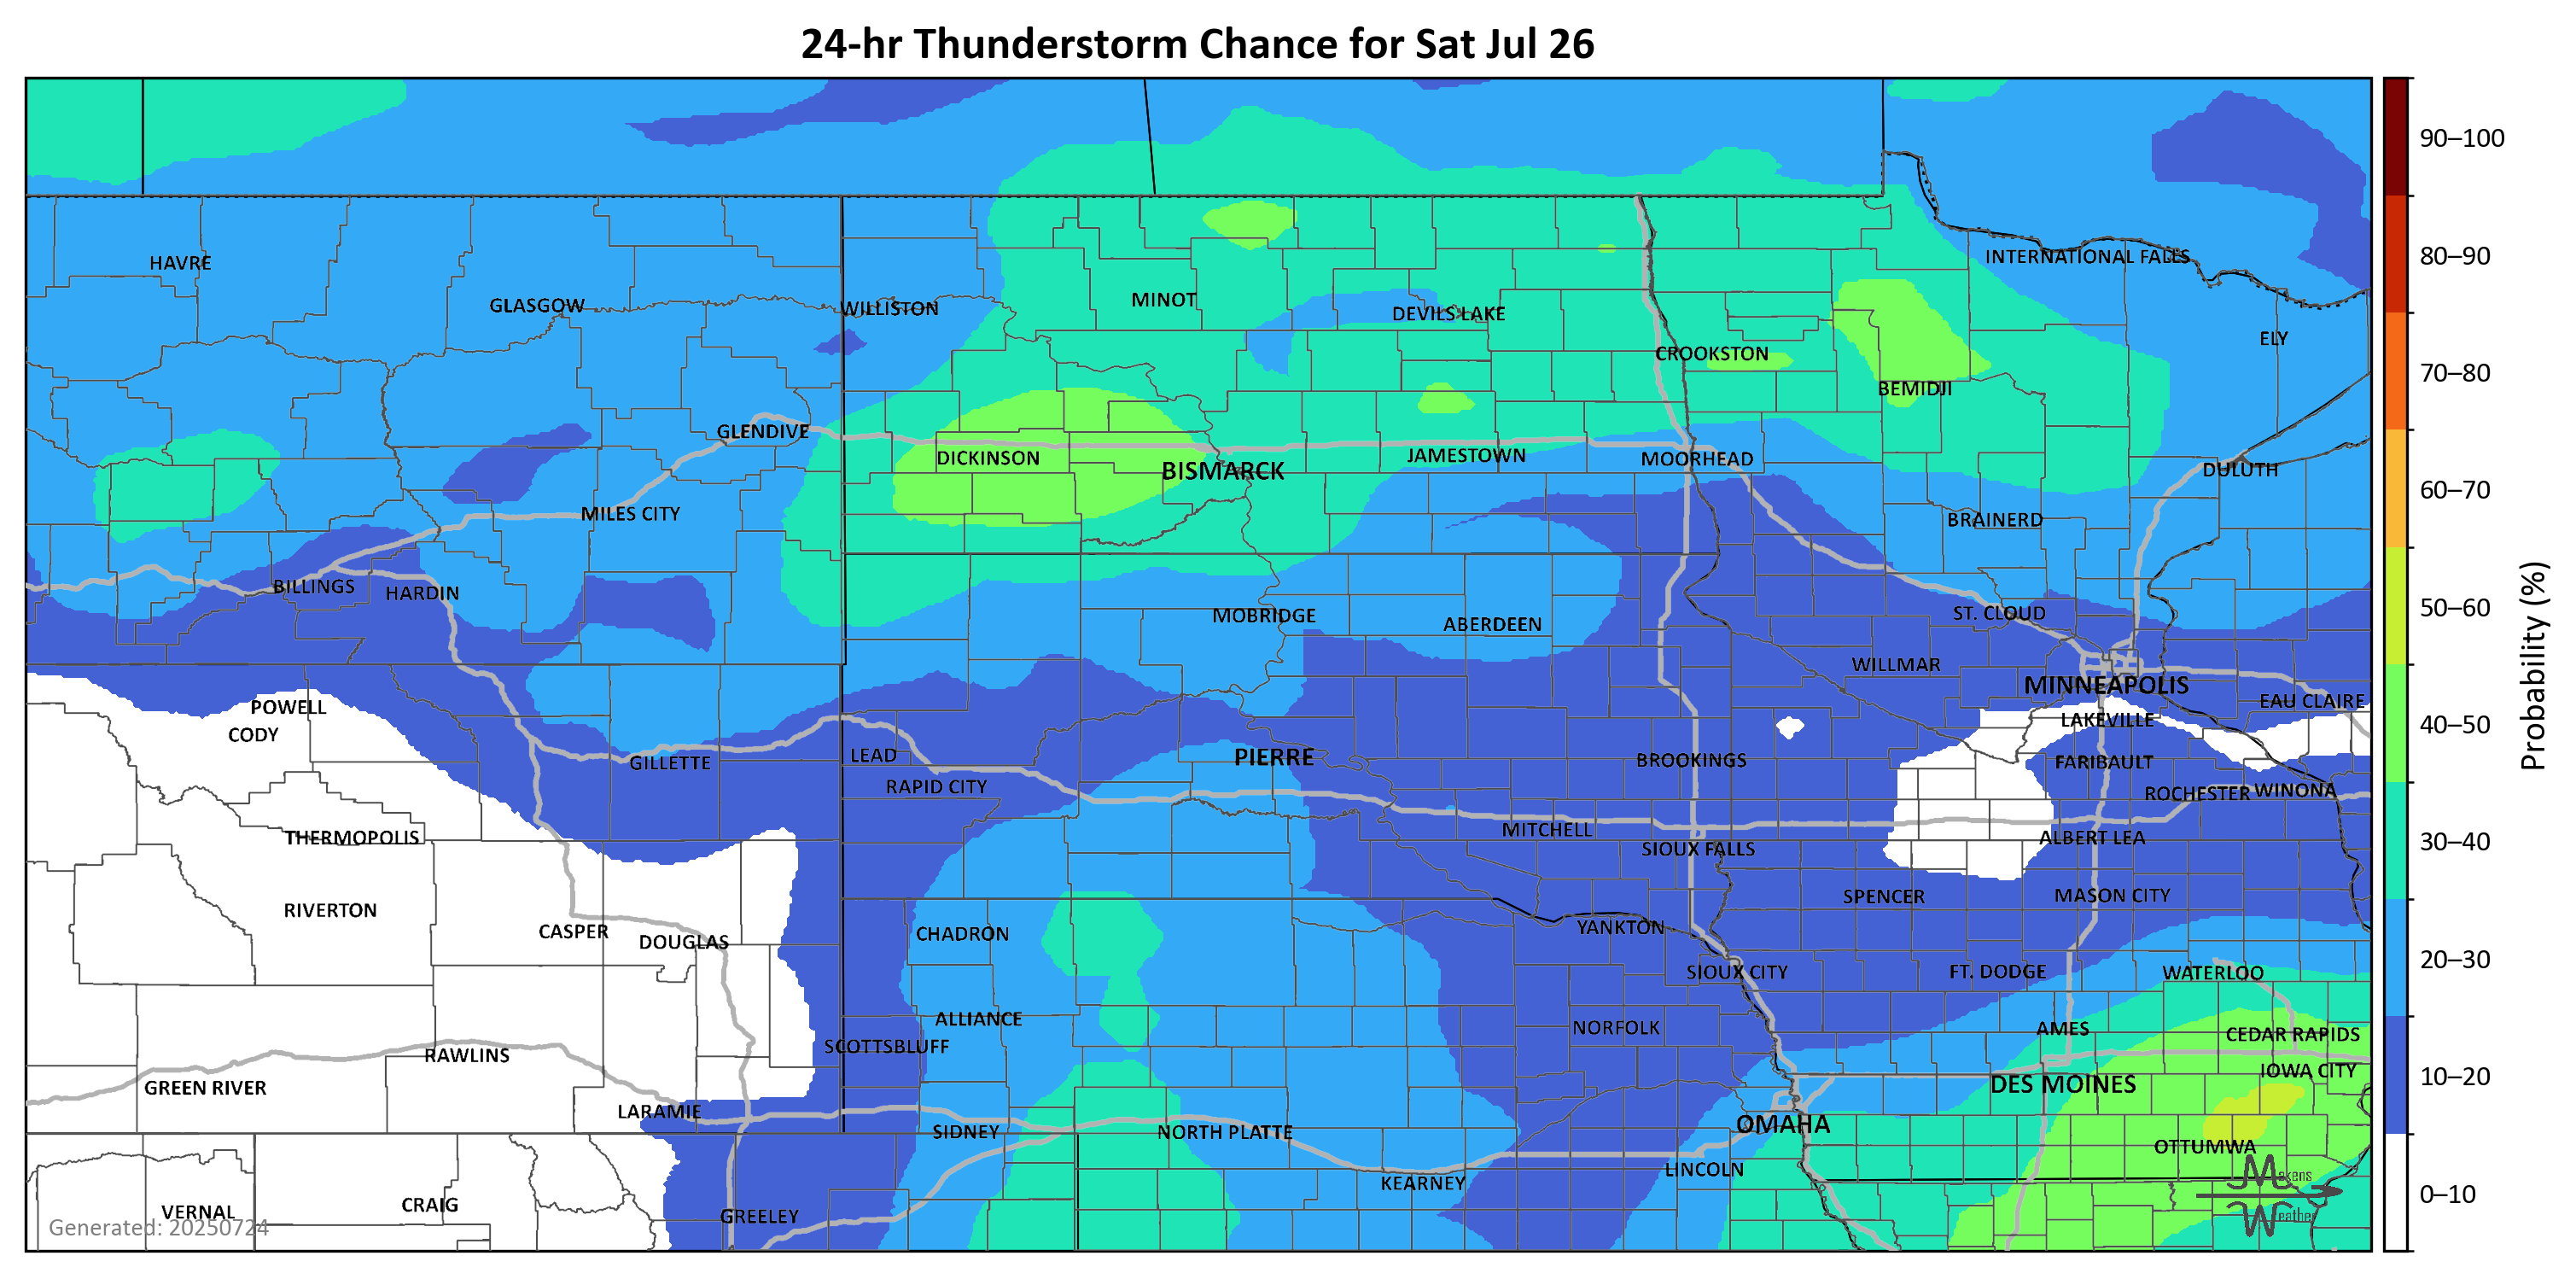 24-hr Thunderstorm Chance for Sat Jul 26
90–100
80–90
70–80
60–70
50–60
40–50
30–40
20–30
10–20
0–10
Probability (%)
HAVRE
INTERNATIONAL FALLS
GLASGOW
WILLISTON
MINOT
DEVILS LAKE
ELY
CROOKSTON
BEMIDJI
GLENDIVE
DICKINSON
BISMARCK
JAMESTOWN
MOORHEAD
DULUTH
MILES CITY
BRAINERD
BILLINGS
HARDIN
MOBRIDGE
ABERDEEN
ST. CLOUD
WILLMAR
MINNEAPOLIS
EAU CLAIRE
POWELL
LAKEVILLE
CODY
LEAD
PIERRE
BROOKINGS
GILLETTE
FARIBAULT
RAPID CITY
ROCHESTER
WINONA
THERMOPOLIS
MITCHELL
ALBERT LEA
SIOUX FALLS
RIVERTON
SPENCER
MASON CITY
CASPER
DOUGLAS
CHADRON
YANKTON
SIOUX CITY
FT. DODGE
WATERLOO
ALLIANCE
NORFOLK
AMES
CEDAR RAPIDS
SCOTTSBLUFF
RAWLINS
IOWA CITY
GREEN RIVER
DES MOINES
LARAMIE
OMAHA
SIDNEY
NORTH PLATTE
OTTUMWA
LINCOLN
KEARNEY
VERNAL
CRAIG
GREELEY
Makens
Weather
Generated: 20250724